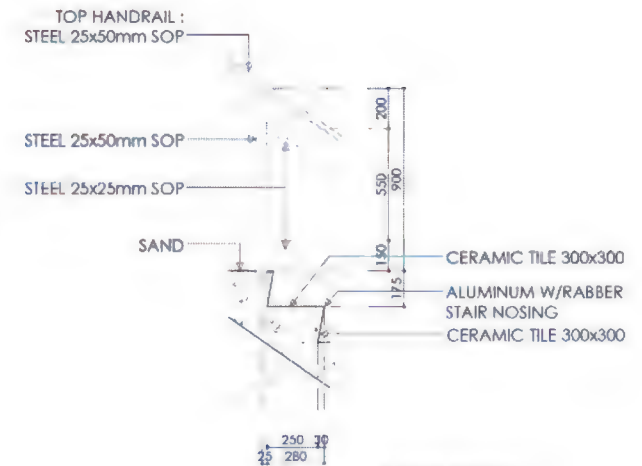 TOP HANDRAIL :
STEEL 25x50mm SOP
STEEL 25x50mm SOP
STEEL 25x25mm SOP
SAND
200
550
900
150
175
CERAMIC TILE 300x300
ALUMINUM W/RABBER
STAIR NOSING
CERAMIC TILE 300x300
250 30
25 280